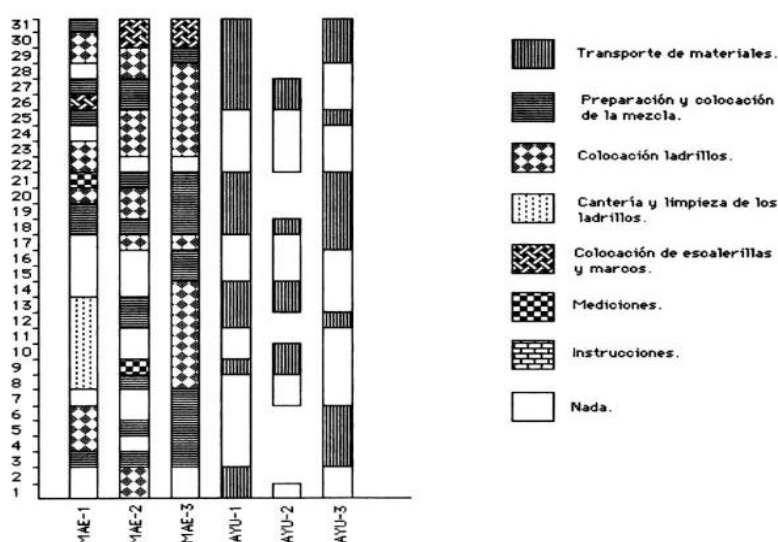 31
30
29
28
27
26
25
24
23
22
21
20
19
18
17
16
15
14
13
12
11
10
9
8
7
6
5
4
3
2
1
MAE-1
MAE-2
MAE-3
AYU-1
AYU-2
AYU-3
Transporte de materiales.
Preparación y colocación
de la mezcla.
Colocación ladrillos.
Cantería y limpieza de los
ladrillos.
Colocación de escalerillas
y marcos.
Mediciones.
Instrucciones.
Nada.